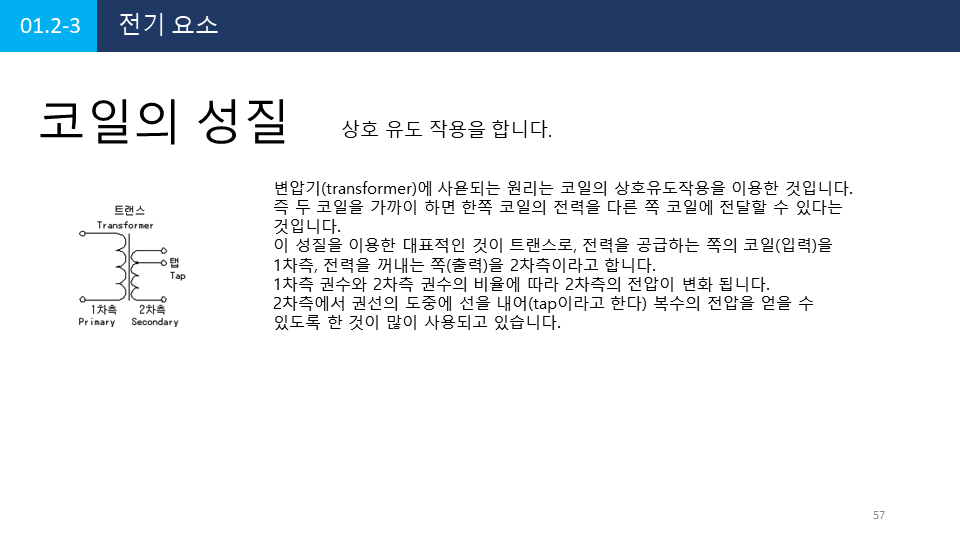 01.2-3 전기 요소
코일의 성질
상호 유도 작용을 합니다.
변압기(transformer)에 사용되는 원리는 코일의 상호유도작용을 이용한 것입니다.
즉 두 코일을 가까이 하면 한쪽 코일의 전력을 다른 쪽 코일에 전달할 수 있다는
것입니다.
이 성질을 이용한 대표적인 것이 트랜스로, 전력을 공급하는 쪽의 코일(입력)을
1차측, 전력을 꺼내는 쪽(출력)을 2차측이라고 합니다.
1차측 권수와 2차측 권수의 비율에 따라 2차측의 전압이 변화 됩니다.
2차측에서 권선의 도중에 선을 내어(tap이라고 한다) 복수의 전압을 얻을 수
있도록 한 것이 많이 사용되고 있습니다.
트랜스
Transformer
탭
Tap
1차측 2차측
Primary Secondary
57